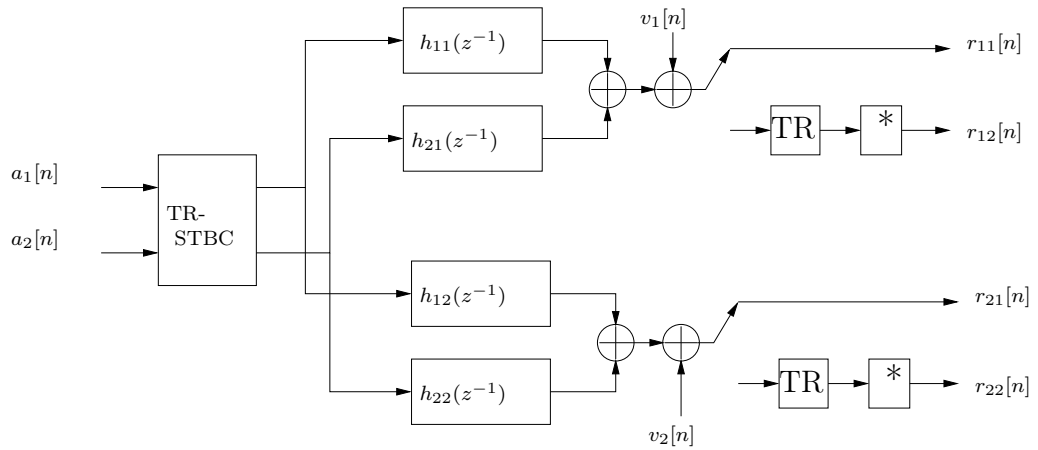 v₁[n]
h₁₁(z⁻¹)
r₁₁[n]
h₂₁(z⁻¹)
TR
*
r₁₂[n]
a₁[n]
TR-
STBC
a₂[n]
h₁₂(z⁻¹)
r₂₁[n]
h₂₂(z⁻¹)
TR
*
r₂₂[n]
v₂[n]